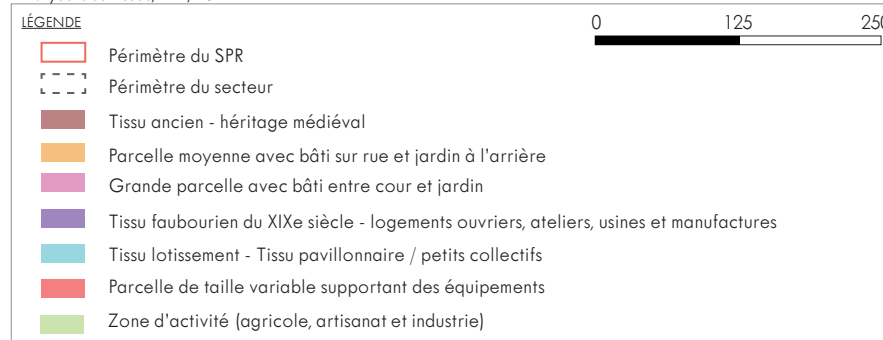 LÉGENDE
0 125 250
Périmètre du SPR
Périmètre du secteur
Tissu ancien - héritage médiéval
Parcelle moyenne avec bâti sur rue et jardin à l'arrière
Grande parcelle avec bâti entre cour et jardin
Tissu faubourien du XIXe siècle - logements ouvriers, ateliers, usines et manufactures
Tissu lotissement - Tissu pavillonnaire / petits collectifs
Parcelle de taille variable supportant des équipements
Zone d'activité (agricole, artisanat et industrie)